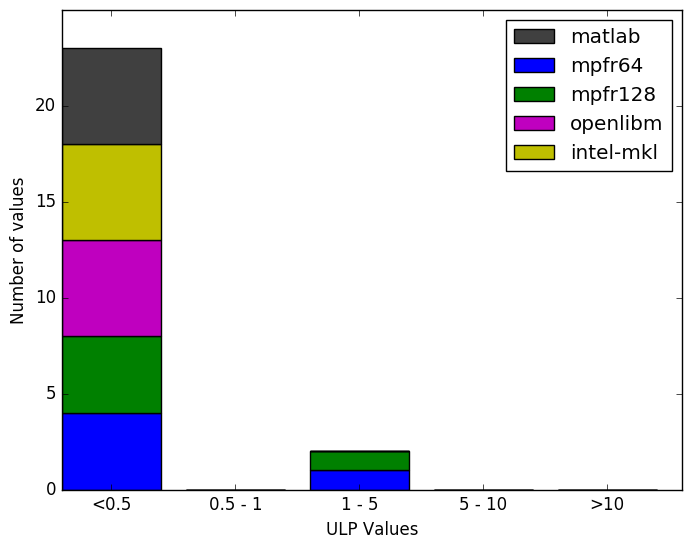 matlab
mpfr64
mpfr128
openlibm
intel-mkl
Number of values
20
15
10
5
0
<0.5
0.5 - 1
1 - 5
5 - 10
>10
ULP Values